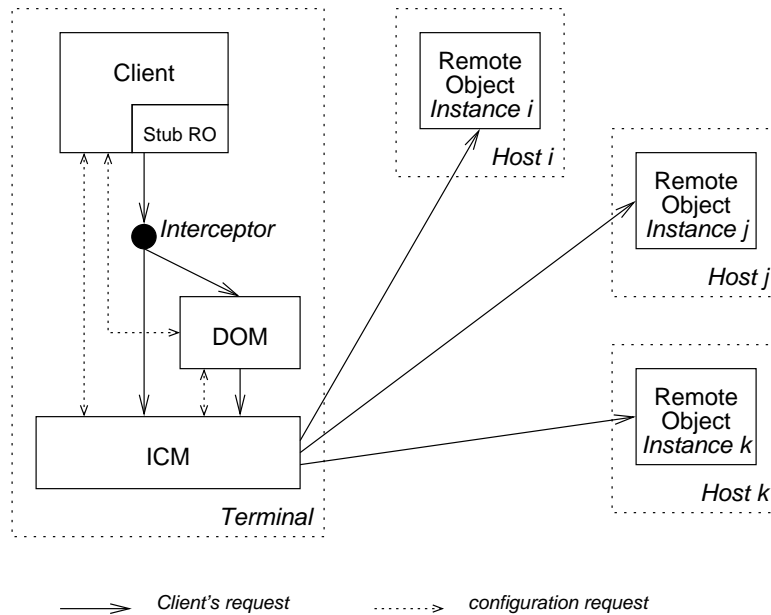 Client
Stub RO
Interceptor
DOM
ICM
Terminal
Remote
Object
Instance i
Host i
Remote
Object
Instance j
Host j
Remote
Object
Instance k
Host k
Client's request
configuration request